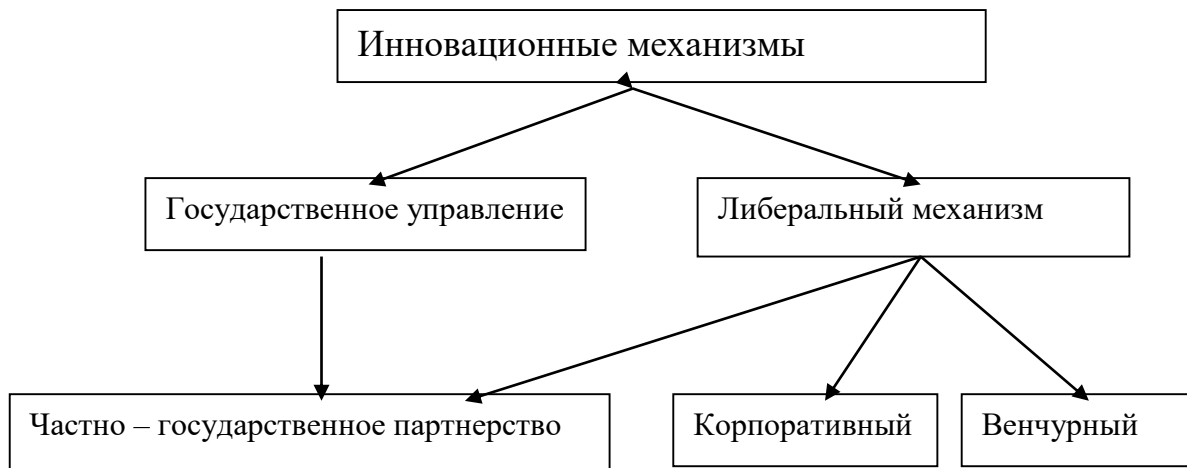 Инновационные механизмы
Государственное управление
Либеральный механизм
Частно – государственное партнерство
Корпоративный
Венчурный